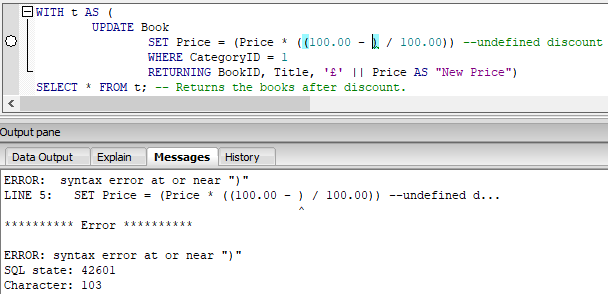 WITH t AS (
UPDATE Book
SET Price = (Price * ((100.00 - ) / 100.00)) --undefined discount
WHERE CategoryID = 1
RETURNING BookID, Title, '£' || Price AS "New Price")
SELECT * FROM t; -- Returns the books after discount.
Output pane
Data Output Explain Messages History
ERROR:  syntax error at or near ")"
LINE 5:   SET Price = (Price * ((100.00 - ) / 100.00)) --undefined d...
^
********** Error **********
ERROR: syntax error at or near ")"
SQL state: 42601
Character: 103